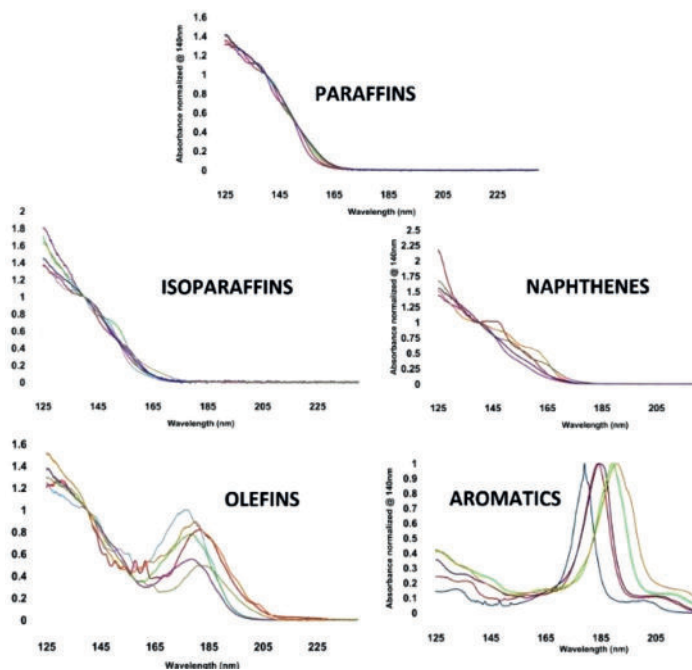 Absorbance normalized @ 140nm
1.6
1.4
1.2
1
0.8
0.6
0.4
0.2
0
PARAFFINS
125 145 165 185 205 225
Wavelength (nm)
2
1.8
1.6
1.4
1.2
1
0.8
0.6
0.4
0.2
0
ISOPARAFFINS
125 145 165 185 205 225
Wavelength (nm)
Absorbance normalized @ 140nm
2.5
2.25
2
1.75
1.5
1.25
1
0.75
0.5
0.25
0
NAPHTHENES
125 145 165 185 205
Wavelength (nm)
1.6
1.4
1.2
1
0.8
0.6
0.4
0.2
0
OLEFINS
125 145 165 185 205 225
Wavelength (nm)
Absorbance normalized @ 140nm
1
0.9
0.8
0.7
0.6
0.5
0.4
0.3
0.2
0.1
0
AROMATICS
125 145 165 185 205
Wavelength (nm)